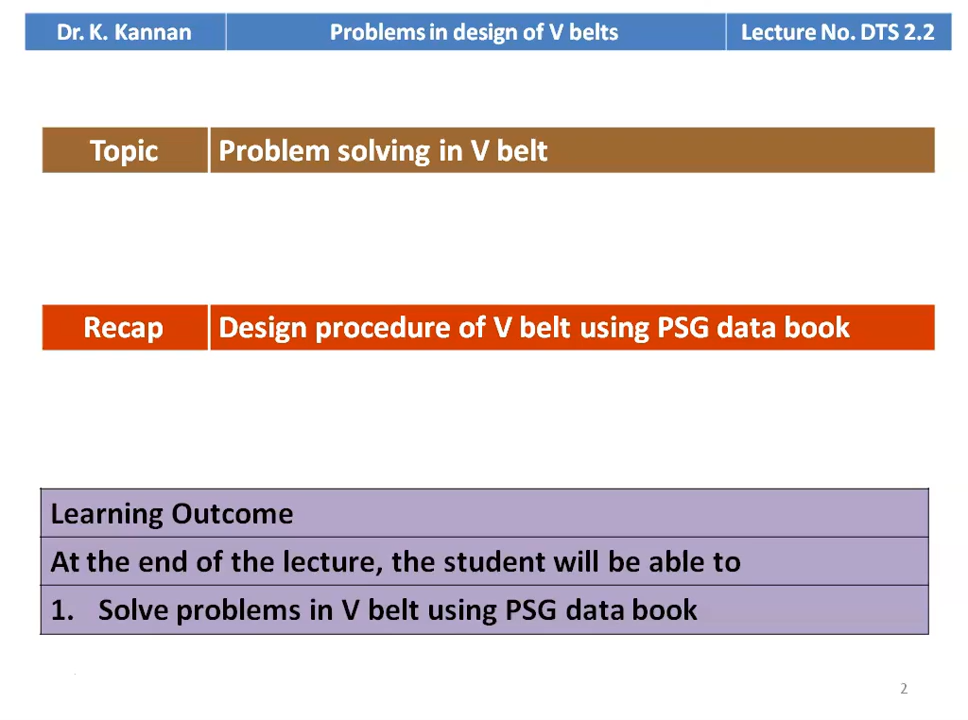 Dr. K. Kannan Problems in design of V belts Lecture No. DTS 2.2
Topic Problem solving in V belt
Recap Design procedure of V belt using PSG data book
Learning Outcome
At the end of the lecture, the student will be able to
1. Solve problems in V belt using PSG data book
2